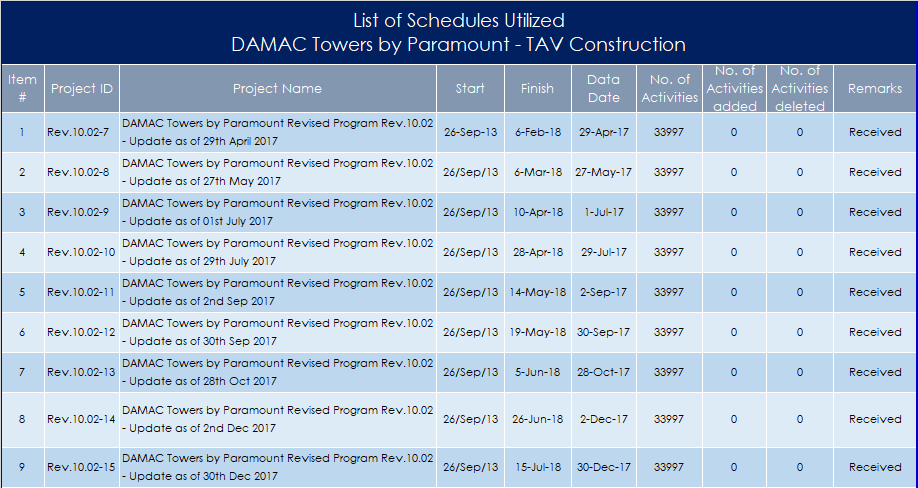 List of Schedules Utilized
DAMAC Towers by Paramount - TAV Construction
Item # Project ID Project Name Start Finish Data Date No. of Activities No. of Activities added No. of Activities deleted Remarks
1 Rev.10.02-7 DAMAC Towers by Paramount Revised Program Rev.10.02 - Update as of 29th April 2017 26-Sep-13 6-Feb-18 29-Apr-17 33997 0 0 Received
2 Rev.10.02-8 DAMAC Towers by Paramount Revised Program Rev.10.02 - Update as of 27th May 2017 26/Sep/13 6-Mar-18 27-May-17 33997 0 0 Received
3 Rev.10.02-9 DAMAC Towers by Paramount Revised Program Rev.10.02 - Update as of 01st July 2017 26/Sep/13 10-Apr-18 1-Jul-17 33997 0 0 Received
4 Rev.10.02-10 DAMAC Towers by Paramount Revised Program Rev.10.02 - Update as of 29th July 2017 26/Sep/13 28-Apr-18 29-Jul-17 33997 0 0 Received
5 Rev.10.02-11 DAMAC Towers by Paramount Revised Program Rev.10.02 - Update as of 2nd Sep 2017 26/Sep/13 14-May-18 2-Sep-17 33997 0 0 Received
6 Rev.10.02-12 DAMAC Towers by Paramount Revised Program Rev.10.02 - Update as of 30th Sep 2017 26/Sep/13 19-May-18 30-Sep-17 33997 0 0 Received
7 Rev.10.02-13 DAMAC Towers by Paramount Revised Program Rev.10.02 - Update as of 28th Oct 2017 26/Sep/13 5-Jun-18 28-Oct-17 33997 0 0 Received
8 Rev.10.02-14 DAMAC Towers by Paramount Revised Program Rev.10.02 - Update as of 2nd Dec 2017 26/Sep/13 26-Jun-18 2-Dec-17 33997 0 0 Received
9 Rev.10.02-15 DAMAC Towers by Paramount Revised Program Rev.10.02 - Update as of 30th Dec 2017 26/Sep/13 15-Jul-18 30-Dec-17 33997 0 0 Received